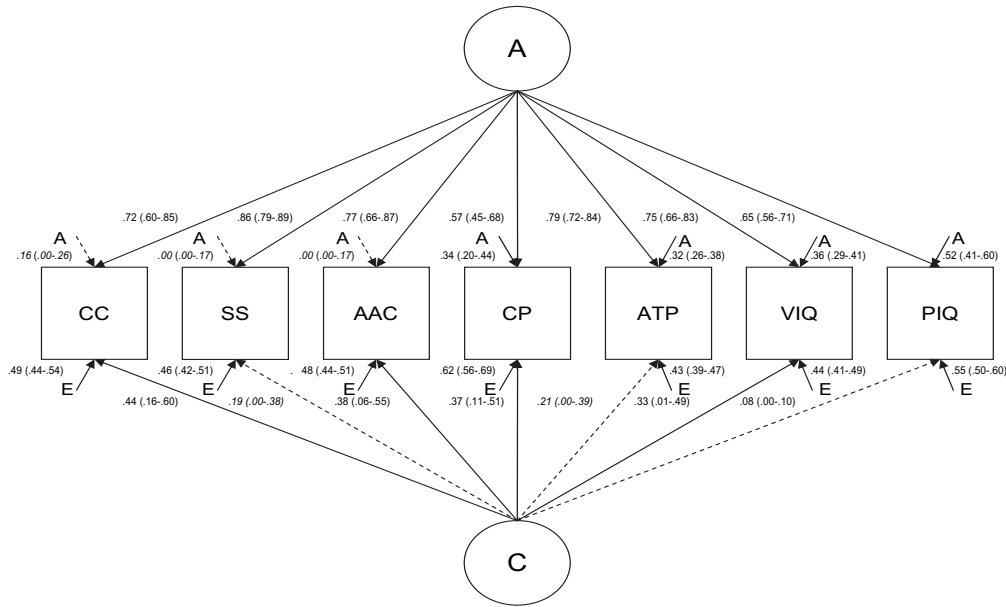 A
.72 (.60-.85) .86 (.79-.89) .77 (.66-.87) .57 (.45-.68) .79 (.72-.84) .75 (.66-.83) .65 (.56-.71)
A A A A A A
.16 (.00-.26) .00 (.00-.17) .00 (.00-.17) .34 (.20-.44) .32 (.26-.38) .36 (.29-.41) .52 (.41-.60)
CC SS AAC CP ATP VIQ PIQ
.49 (.44-.54) .46 (.42-.51) . 48 (.44-.51) .62 (.56-.69) .43 (.39-.47) .44 (.41-.49) .55 (.50-.60)
E E E E E E
.44 (.16-.60) .19 (.00-.38) .38 (.06-.55) .37 (.11-.51) .21 (.00-.39) .33 (.01-.49) .08 (.00-.10)
C